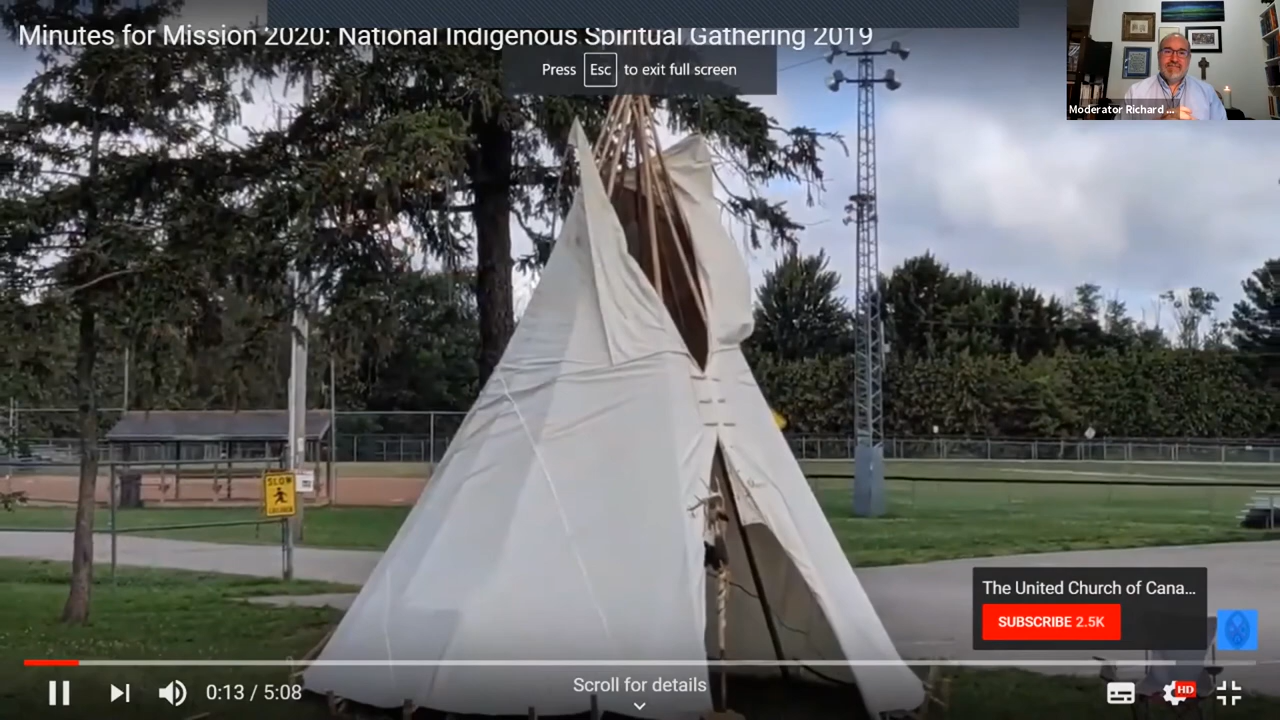 Minutes for Mission 2020: National Indigenous Spiritual Gathering 2019
Press Esc to exit full screen
Moderator Richard ...
SLOW
CHILDREN
The United Church of Cana...
SUBSCRIBE 2.5K
0:13 / 5:08
Scroll for details
HD